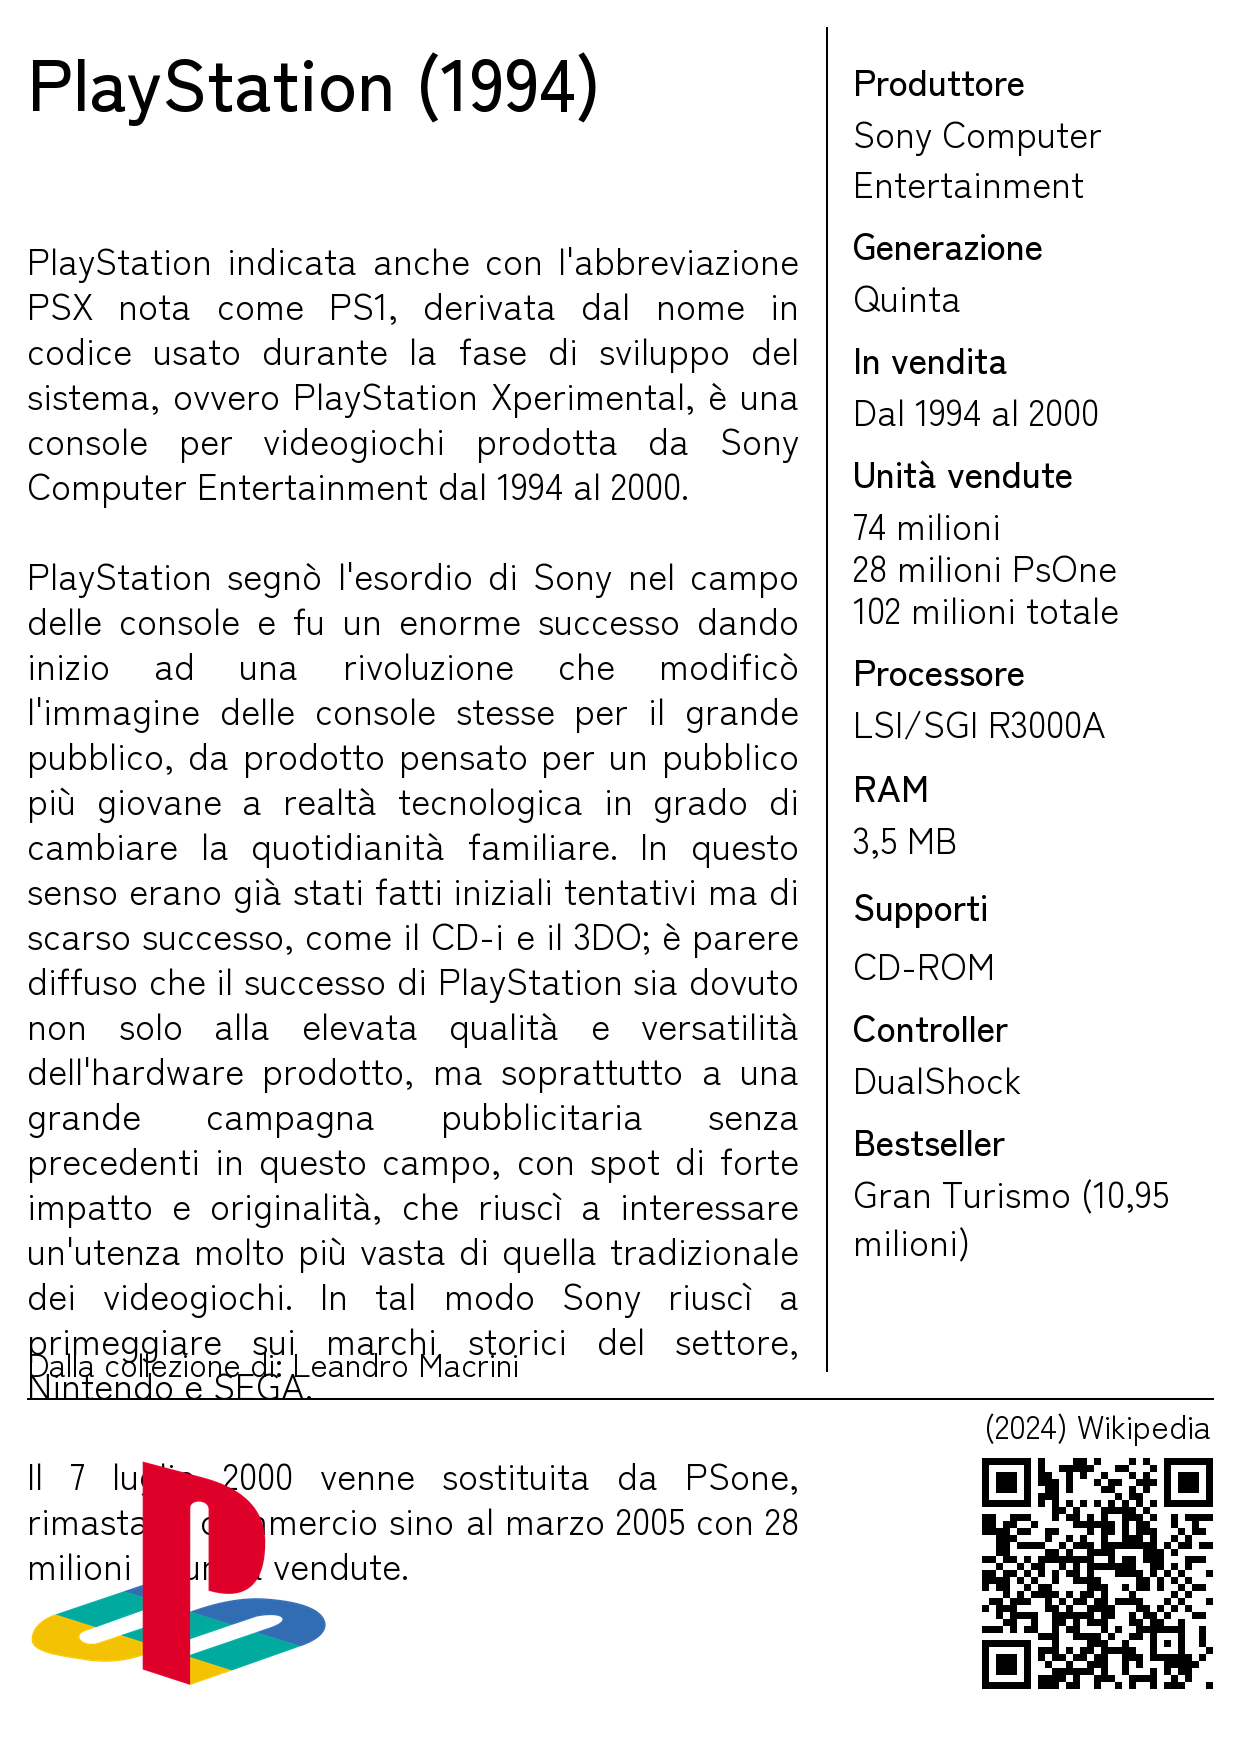 PlayStation (1994)
PlayStation indicata anche con l'abbreviazione
PSX nota come PS1, derivata dal nome in
codice usato durante la fase di sviluppo del
sistema, ovvero PlayStation Xperimental, è una
console per videogiochi prodotta da Sony
Computer Entertainment dal 1994 al 2000.
PlayStation segnò l'esordio di Sony nel campo
delle console e fu un enorme successo dando
inizio ad una rivoluzione che modificò
l'immagine delle console stesse per il grande
pubblico, da prodotto pensato per un pubblico
più giovane a realtà tecnologica in grado di
cambiare la quotidianità familiare. In questo
senso erano già stati fatti iniziali tentativi ma di
scarso successo, come il CD-i e il 3DO; è parere
diffuso che il successo di PlayStation sia dovuto
non solo alla elevata qualità e versatilità
dell'hardware prodotto, ma soprattutto a una
grande campagna pubblicitaria senza
precedenti in questo campo, con spot di forte
impatto e originalità, che riuscì a interessare
un'utenza molto più vasta di quella tradizionale
dei videogiochi. In tal modo Sony riuscì a
primeggiare sui marchi storici del settore,
Nintendo e SEGA.
Dalla collezione di: Leandro Macrini
Il 7 luglio 2000 venne sostituita da PSone,
rimasta commercio sino al marzo 2005 con 28
milioni vendute.
Produttore
Sony Computer
Entertainment
Generazione
Quinta
In vendita
Dal 1994 al 2000
Unità vendute
74 milioni
28 milioni PsOne
102 milioni totale
Processore
LSI/SGI R3000A
RAM
3,5 MB
Supporti
CD-ROM
Controller
DualShock
Bestseller
Gran Turismo (10,95
milioni)
(2024) Wikipedia